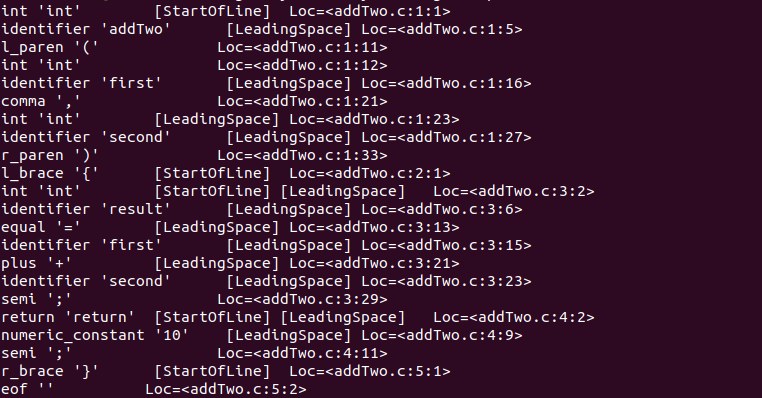 int 'int'	 [StartOfLine]	Loc=<addTwo.c:1:1>
identifier 'addTwo'	 [LeadingSpace]	Loc=<addTwo.c:1:5>
l_paren '('		Loc=<addTwo.c:1:11>
int 'int'		Loc=<addTwo.c:1:12>
identifier 'first'	 [LeadingSpace]	Loc=<addTwo.c:1:16>
comma ','		Loc=<addTwo.c:1:21>
int 'int'	 [LeadingSpace]	Loc=<addTwo.c:1:23>
identifier 'second'	 [LeadingSpace]	Loc=<addTwo.c:1:27>
r_paren ')'		Loc=<addTwo.c:1:33>
l_brace '{'	 [StartOfLine]	Loc=<addTwo.c:2:1>
int 'int'	 [StartOfLine] [LeadingSpace]	Loc=<addTwo.c:3:2>
identifier 'result'	 [LeadingSpace]	Loc=<addTwo.c:3:6>
equal '='	 [LeadingSpace]	Loc=<addTwo.c:3:13>
identifier 'first'	 [LeadingSpace]	Loc=<addTwo.c:3:15>
plus '+'	 [LeadingSpace]	Loc=<addTwo.c:3:21>
identifier 'second'	 [LeadingSpace]	Loc=<addTwo.c:3:23>
semi ';'		Loc=<addTwo.c:3:29>
return 'return'	 [StartOfLine] [LeadingSpace]	Loc=<addTwo.c:4:2>
numeric_constant '10'	 [LeadingSpace]	Loc=<addTwo.c:4:9>
semi ';'		Loc=<addTwo.c:4:11>
r_brace '}'	 [StartOfLine]	Loc=<addTwo.c:5:1>
eof ''		Loc=<addTwo.c:5:2>